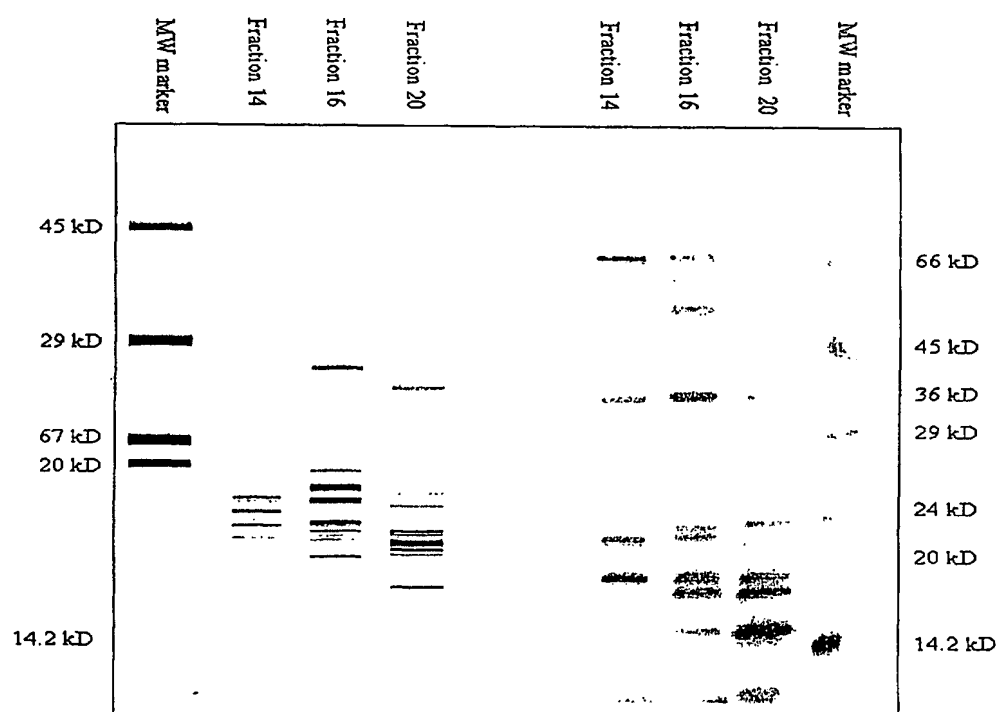 MW marker
Fraction 14
Fraction 16
Fraction 20
Fraction 14
Fraction 16
Fraction 20
MW marker
45 kD
29 kD
67 kD
20 kD
14.2 kD
66 kD
45 kD
36 kD
29 kD
24 kD
20 kD
14.2 kD